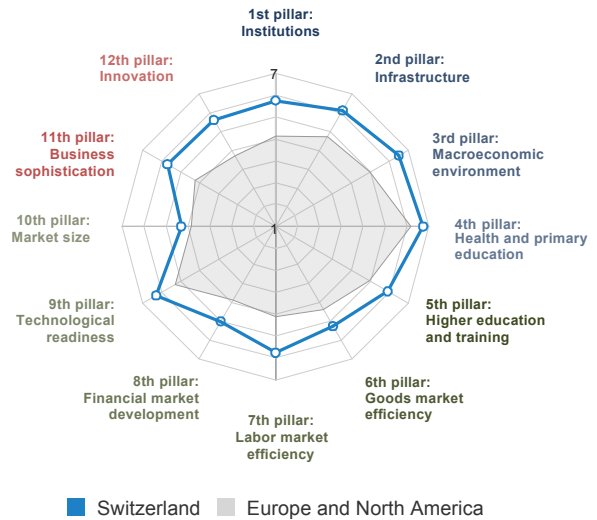 1st pillar:
Institutions
2nd pillar:
Infrastructure
3rd pillar:
Macroeconomic
environment
4th pillar:
Health and primary
education
5th pillar:
Higher education
and training
6th pillar:
Goods market
efficiency
7th pillar:
Labor market
efficiency
8th pillar:
Financial market
development
9th pillar:
Technological
readiness
10th pillar:
Market size
11th pillar:
Business
sophistication
12th pillar:
Innovation
7
1
Switzerland
Europe and North America